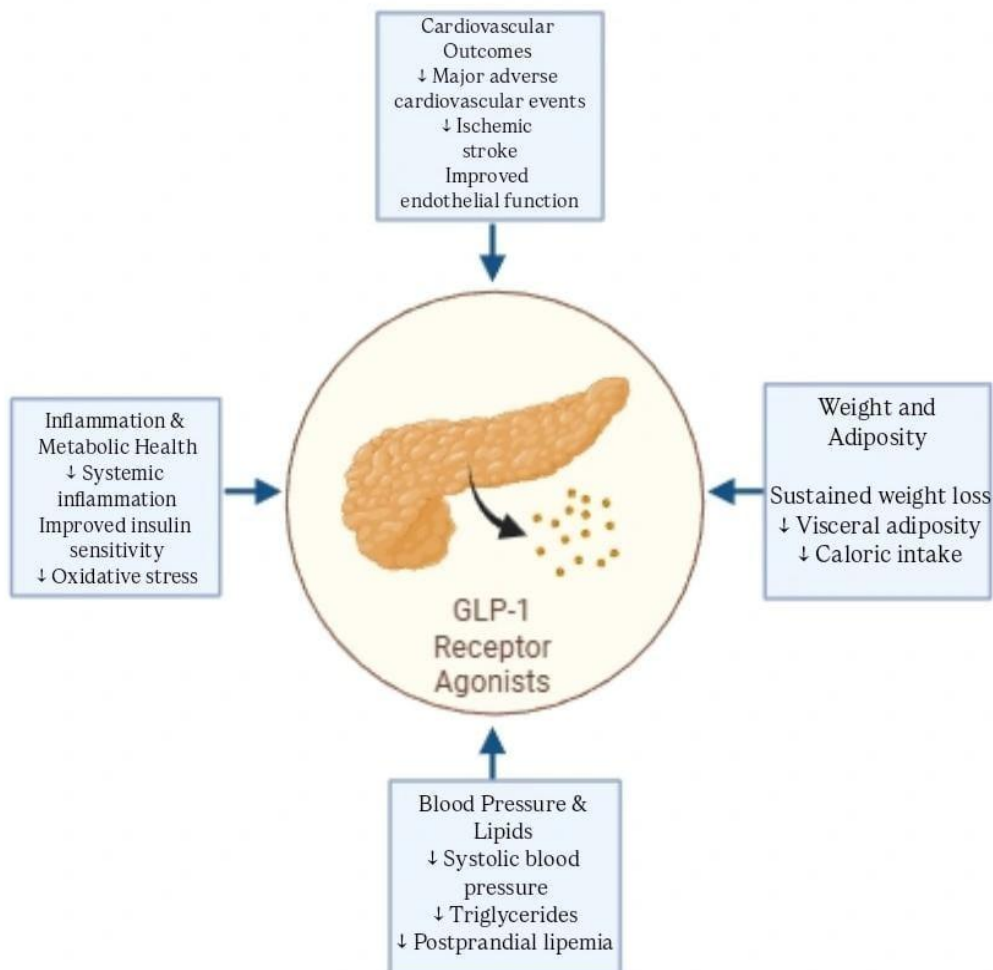 Cardiovascular
Outcomes
↓ Major adverse
cardiovascular events
↓ Ischemic
stroke
Improved
endothelial function
Inflammation &
Metabolic Health
↓ Systemic
inflammation
Improved insulin
sensitivity
↓ Oxidative stress
GLP-1
Receptor
Agonists
Weight and
Adiposity
Sustained weight loss
↓ Visceral adiposity
↓ Caloric intake
Blood Pressure &
Lipids
↓ Systolic blood
pressure
↓ Triglycerides
↓ Postprandial lipemia